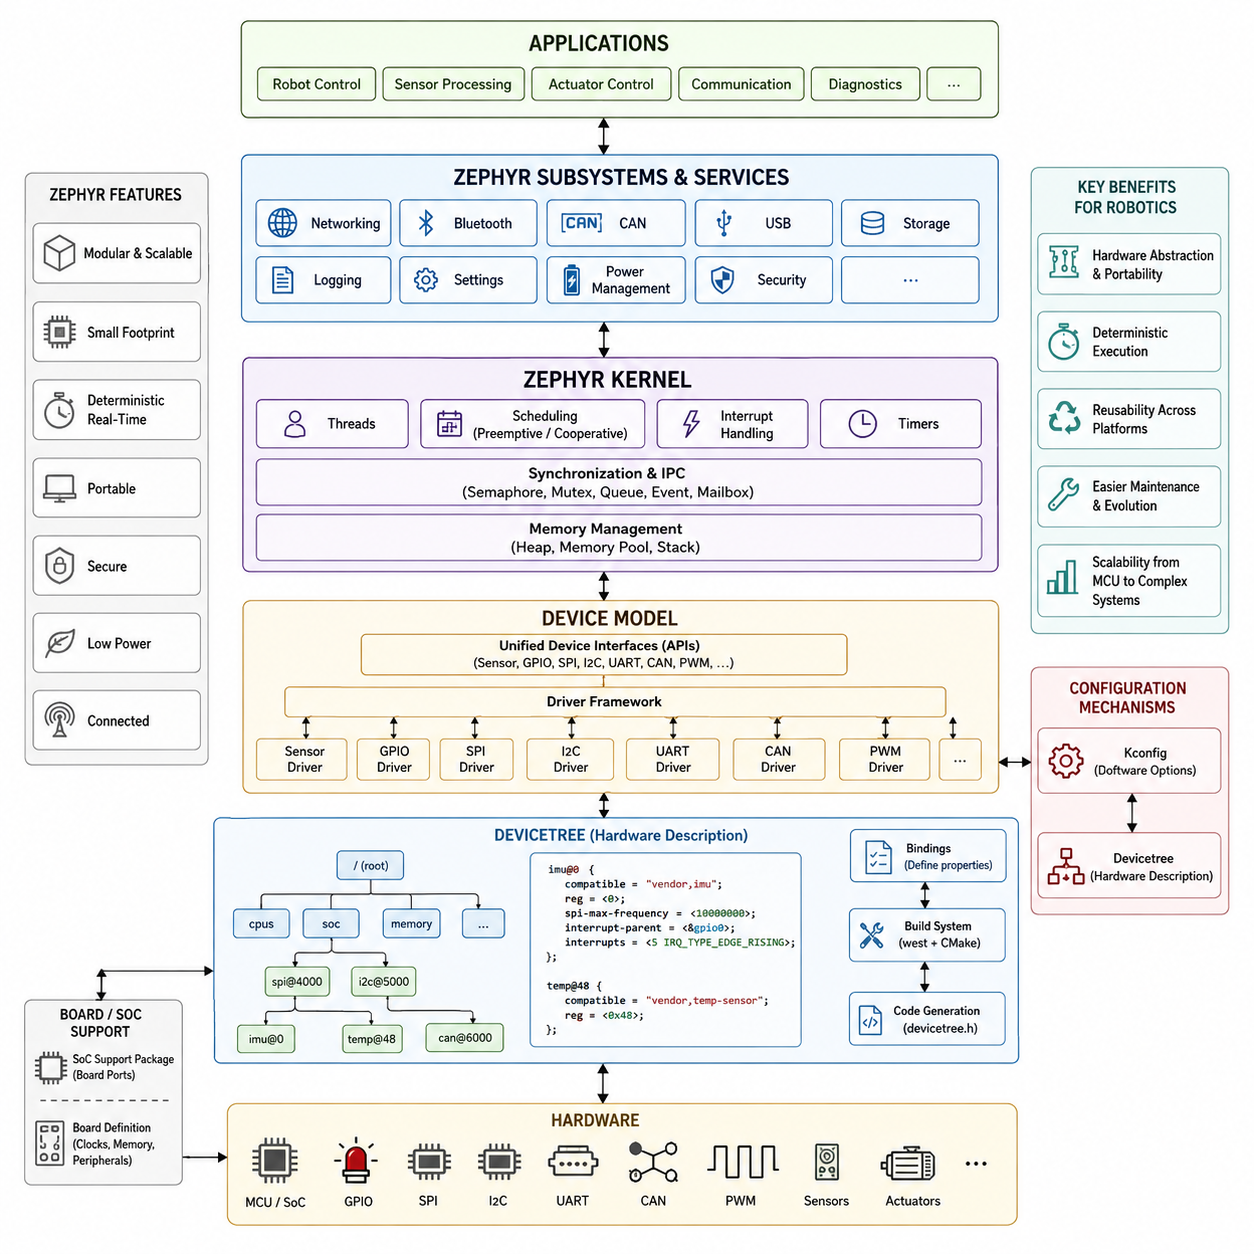 APPLICATIONS
Robot Control
Sensor Processing
Actuator Control
Communication
Diagnostics
...
ZEPHYR SUBSYSTEMS & SERVICES
Networking
Bluetooth
CAN
CAN
USB
Storage
Logging
Settings
Power
Management
Security
...
ZEPHYR KERNEL
Threads
Scheduling
(Preemptive / Cooperative)
Interrupt
Handling
Timers
Synchronization & IPC
(Semaphore, Mutex, Queue, Event, Mailbox)
Memory Management
(Heap, Memory Pool, Stack)
DEVICE MODEL
Unified Device Interfaces (APIs)
(Sensor, GPIO, SPI, I2C, UART, CAN, PWM, ...)
Driver Framework
Sensor
Driver
GPIO
Driver
SPI
Driver
I2C
Driver
UART
Driver
CAN
Driver
PWM
Driver
...
DEVICETREE (Hardware Description)
/ (root)
cpus
soc
memory
...
spi@4000
i2c@5000
imu@0
temp@48
can@6000
imu@0 {
compatible = "vendor,imu";
reg = <0>;
spi-max-frequency = <10000000>;
interrupt-parent = <&gpio0>;
interrupts = <5 IRQ_TYPE_EDGE_RISING>;
};
temp@48 {
compatible = "vendor,temp-sensor";
reg = <0x48>;
};
Bindings
(Define properties)
Build System
(west + CMake)
Code Generation
(devicetree.h)
HARDWARE
MCU / SoC
GPIO
SPI
I2C
UART
CAN
PWM
Sensors
Actuators
...
ZEPHYR FEATURES
Modular & Scalable
Small Footprint
Deterministic
Real-Time
Portable
Secure
Low Power
Connected
BOARD / SOC
SUPPORT
SoC Support Package
(Board Ports)
Board Definition
(Clocks, Memory,
Peripherals)
KEY BENEFITS
FOR ROBOTICS
Hardware Abstraction
& Portability
Deterministic
Execution
Reusability Across
Platforms
Easier Maintenance
& Evolution
Scalability from
MCU to Complex
Systems
CONFIGURATION
MECHANISMS
Kconfig
(Doftware Options)
Devicetree
(Hardware Description)